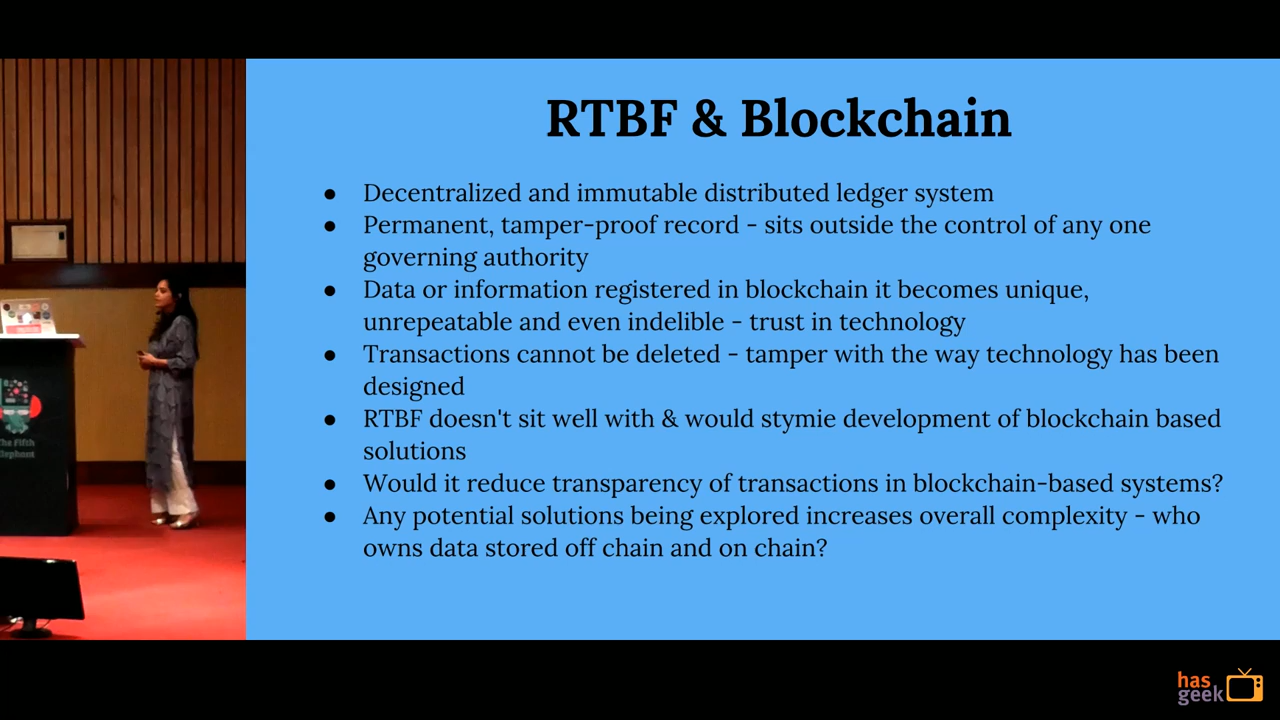 RTBF & Blockchain
● Decentralized and immutable distributed ledger system
● Permanent, tamper-proof record - sits outside the control of any one
governing authority
● Data or information registered in blockchain it becomes unique,
unrepeatable and even indelible - trust in technology
● Transactions cannot be deleted - tamper with the way technology has been
designed
● RTBF doesn't sit well with & would stymie development of blockchain based
solutions
● Would it reduce transparency of transactions in blockchain-based systems?
● Any potential solutions being explored increases overall complexity - who
owns data stored off chain and on chain?
The Fifth
Elephant
has
geek